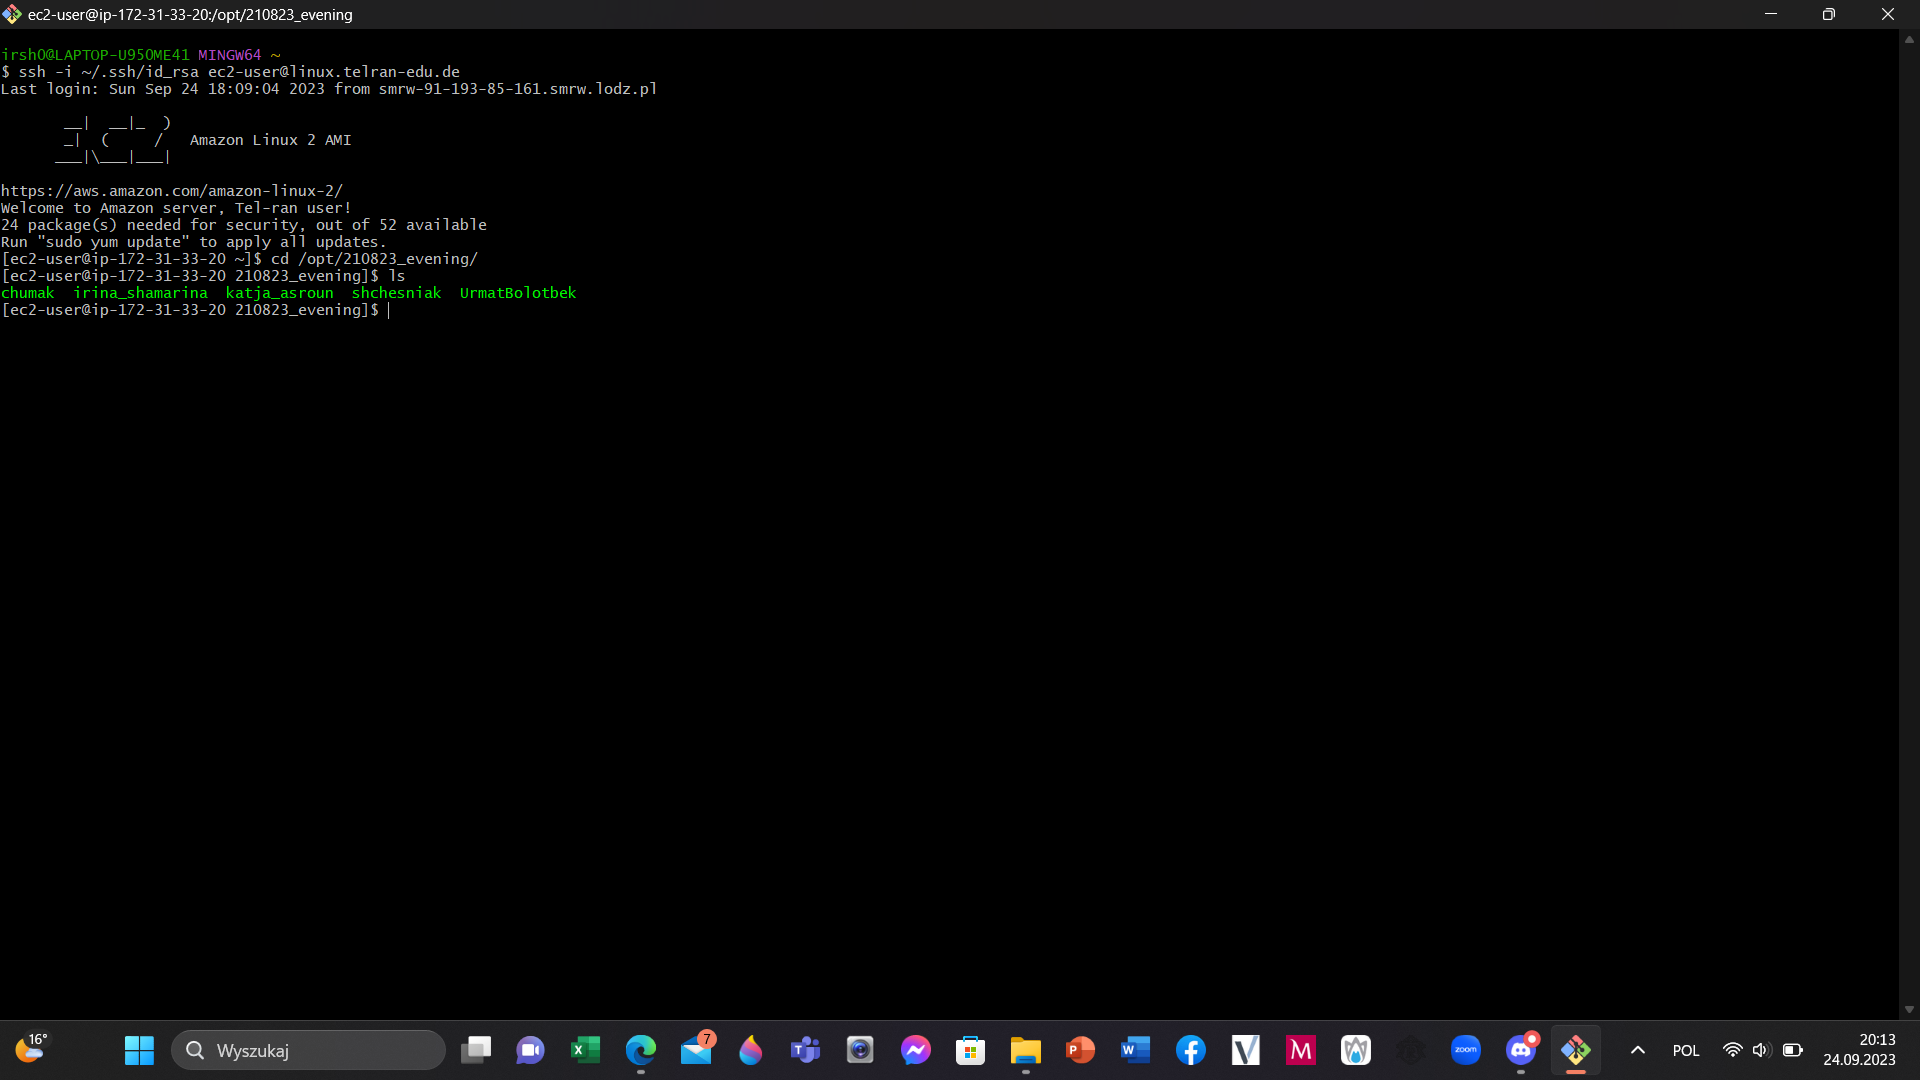 ec2-user@ip-172-31-33-20:/opt/210823_evening
irsh0@LAPTOP-U95OME41 MINGW64 ~
$ ssh -i ~/.ssh/id_rsa ec2-user@linux.telran-edu.de
Last login: Sun Sep 24 18:09:04 2023 from smrw-91-193-85-161.smrw.lodz.pl
__|  __|_  )
_|  (     /   Amazon Linux 2 AMI
___|\___|___|
https://aws.amazon.com/amazon-linux-2/
Welcome to Amazon server, Tel-ran user!
24 package(s) needed for security, out of 52 available
Run "sudo yum update" to apply all updates.
[ec2-user@ip-172-31-33-20 ~]$ cd /opt/210823_evening/
[ec2-user@ip-172-31-33-20 210823_evening]$ ls
chumak  irina_shamarina  katja_asroun  shchesniak  UrmatBolotbek
[ec2-user@ip-172-31-33-20 210823_evening]$
16°
Wyszukaj
7
zoom
POL
20:13
24.09.2023